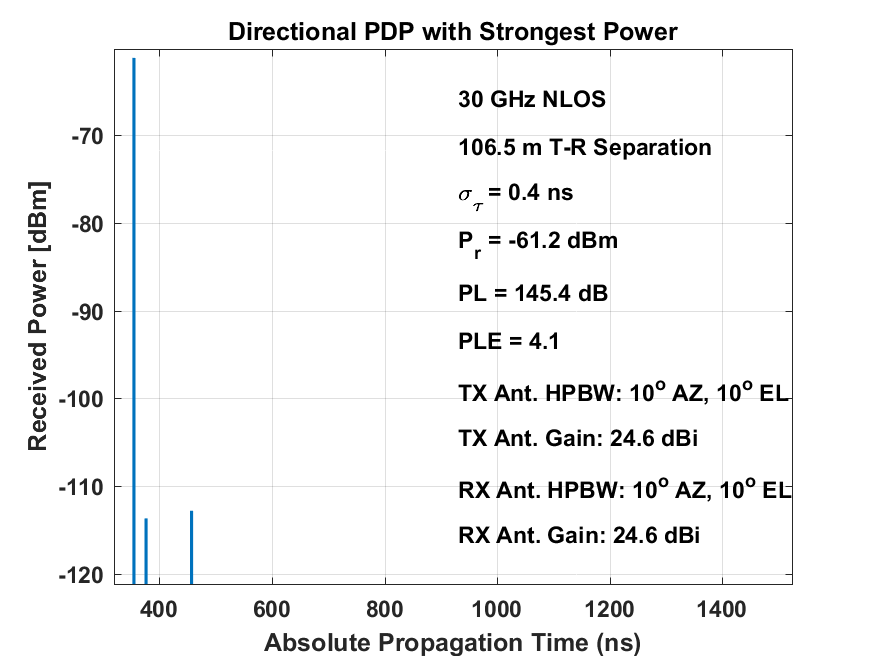 Directional PDP with Strongest Power
Received Power [dBm]
-70
-80
-90
-100
-110
-120
30 GHz NLOS
106.5 m T-R Separation
σ_τ = 0.4 ns
P_r = -61.2 dBm
PL = 145.4 dB
PLE = 4.1
TX Ant. HPBW: 10° AZ, 10° EL
TX Ant. Gain: 24.6 dBi
RX Ant. HPBW: 10° AZ, 10° EL
RX Ant. Gain: 24.6 dBi
400 600 800 1000 1200 1400
Absolute Propagation Time (ns)